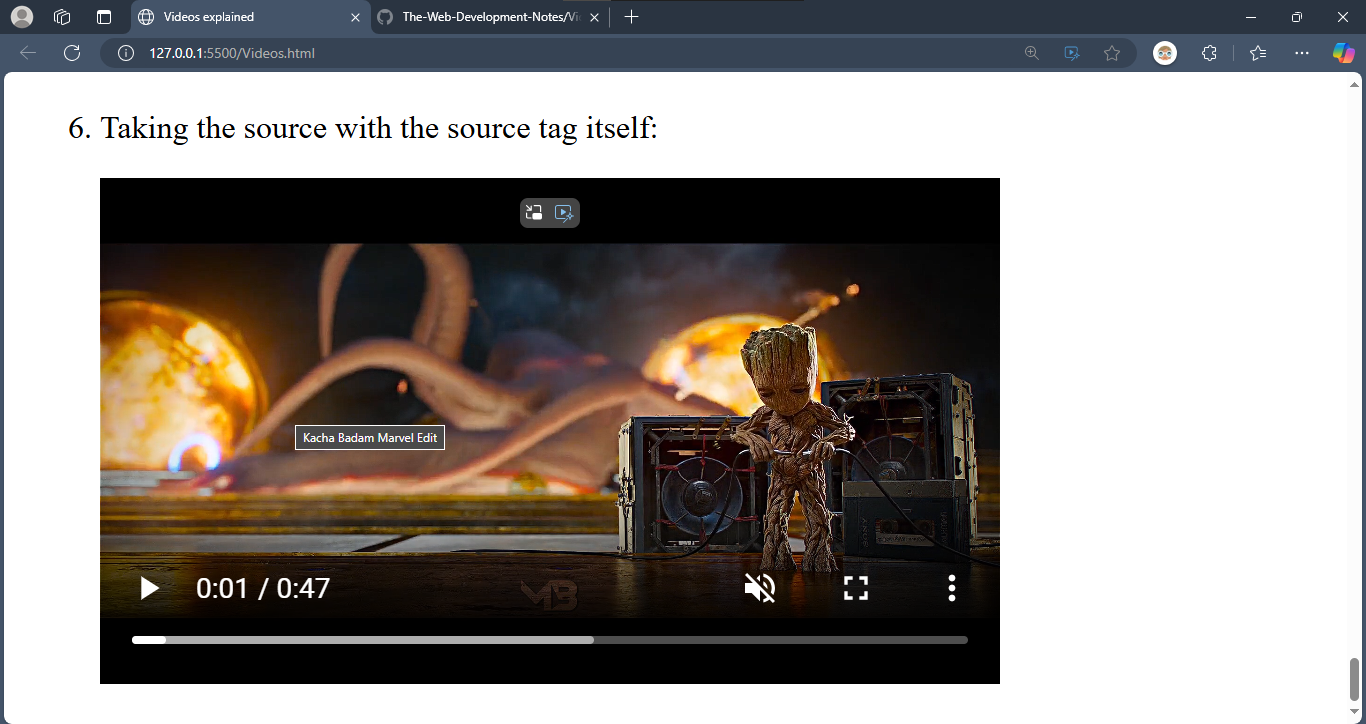 Videos explained
The-Web-Development-Notes/Vi
127.0.0.1:5500/Videos.html
6. Taking the source with the source tag itself:
Kacha Badam Marvel Edit
0:01 / 0:47
MB